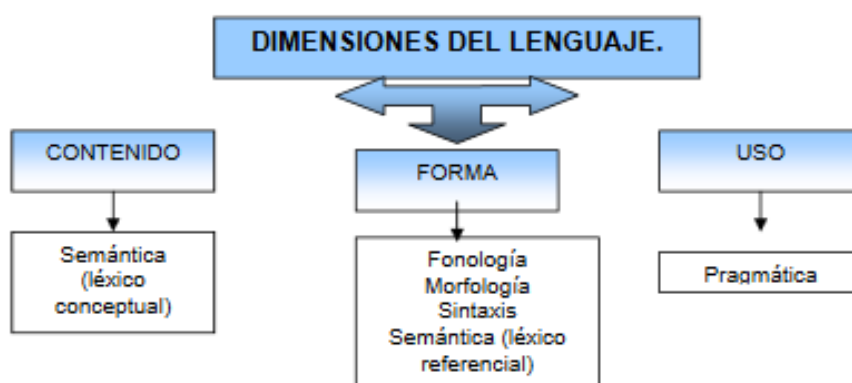 DIMENSIONES DEL LENGUAJE.
CONTENIDO
Semántica
(léxico
conceptual)
FORMA
Fonología
Morfología
Sintaxis
Semántica (léxico
referencial)
USO
Pragmática